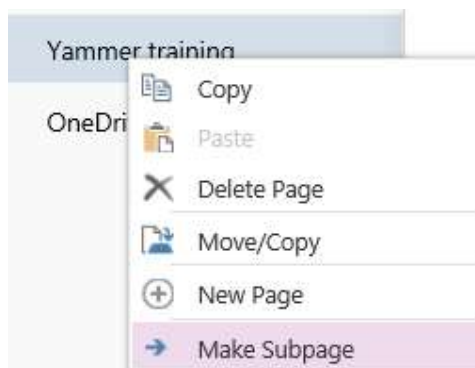 Yammer training
OneDri
Copy
Paste
Delete Page
Move/Copy
New Page
Make Subpage